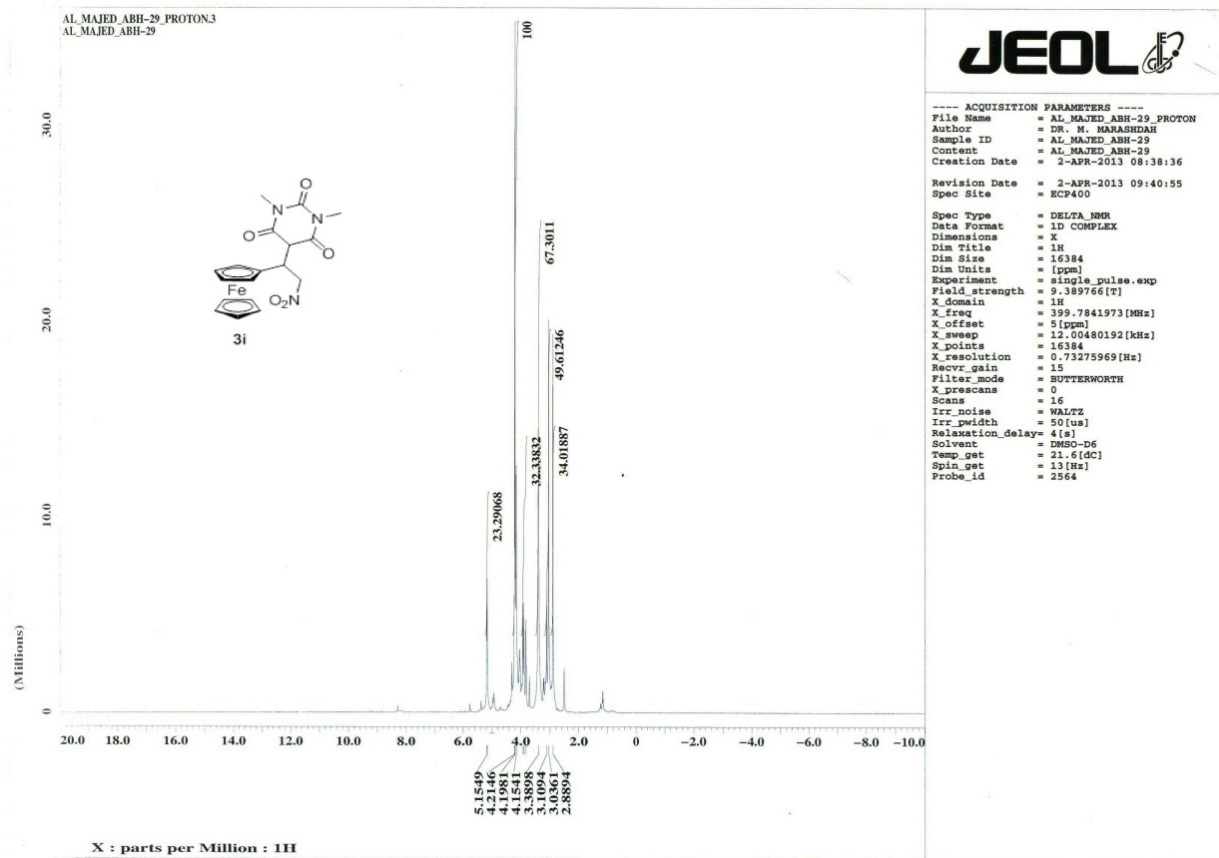 AL_MAJED_ABH-29_PROTON.3
AL_MAJED_ABH-29
JEOL
---- ACQUISITION PARAMETERS ----
File Name = AL_MAJED_ABH-29_PROTON
Author = DR. M. MARASHDAH
Sample ID = AL_MAJED_ABH-29
Content = AL_MAJED_ABH-29
Creation Date = 2-APR-2013 08:38:36
Revision Date = 2-APR-2013 09:40:55
Spec Site = ECP400
Spec Type = DELTA_NMR
Data Format = 1D COMPLEX
Dimensions = X
Dim Title = 1H
Dim Size = 16384
Dim Units = [ppm]
Experiment = single_pulse.exp
Field_strength = 9.389766[T]
X_domain = 1H
X_freq = 399.7841973[MHz]
X_offset = 5[ppm]
X_sweep = 12.00480192[kHz]
X_points = 16384
X_resolution = 0.73275969[Hz]
Recvr_gain = 15
Filter_mode = BUTTERWORTH
X_prescans = 0
Scans = 16
Irr_noise = WALTZ
Irr_pwidth = 50[us]
Relaxation_delay= 4[s]
Solvent = DMSO-D6
Temp_get = 21.6[dC]
Spin_get = 13[Hz]
Probe_id = 2564
(Millions)
30.0
20.0
10.0
0
O
N
O
N
O
O
Fe
O₂N
3i
100
67.3011
49.61246
32.33832
34.01887
23.29068
20.0 18.0 16.0 14.0 12.0 10.0 8.0 6.0 4.0 2.0 0 -2.0 -4.0 -6.0 -8.0 -10.0
5.1549
4.2146
4.1981
4.1541
3.3898
3.1094
3.0361
2.8894
X : parts per Million : 1H